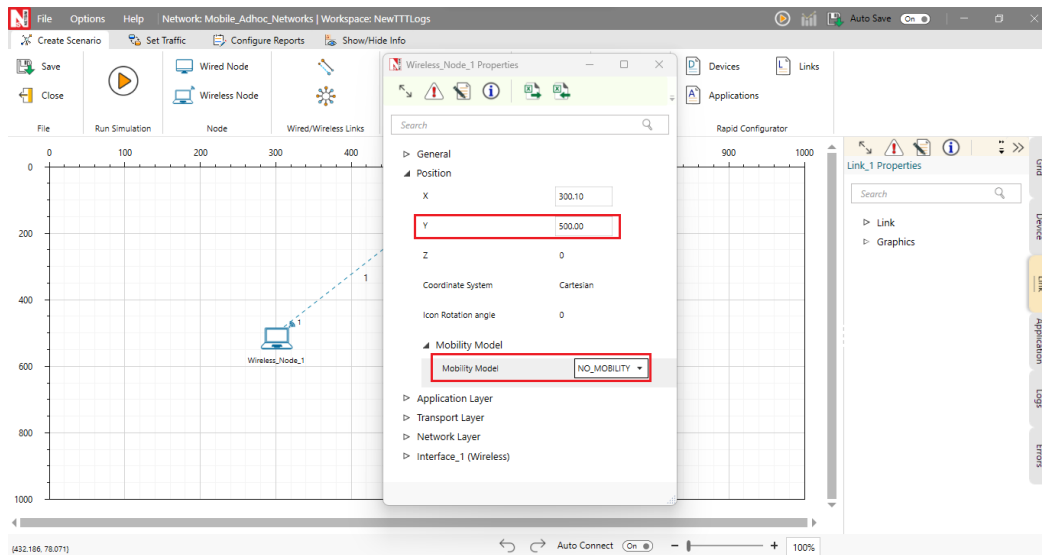 File Options Help Network: Mobile_Adhoc_Networks | Workspace: NewTTTLogs Auto Save On
Create Scenario Set Traffic Configure Reports Show/Hide Info
Save
Close
File
Run Simulation
Wired Node
Wireless Node
Node
Wired/Wireless Links
Devices
Links
Applications
Rapid Configurator
0 100 200 300 400 900 1000
0
200
400
600
800
1000
1
1
Wireless_Node_1
Wireless_Node_1 Properties
Search
General
Position
X 300.10
Y 500.00
Z 0
Coordinate System Cartesian
Icon Rotation angle 0
Mobility Model
Mobility Model NO_MOBILITY
Application Layer
Transport Layer
Network Layer
Interface_1 (Wireless)
Link_1 Properties
Search
Link
Graphics
Grid
Device
Link
Application
Logs
Errors
(432.186, 78.071)
Auto Connect On
100%